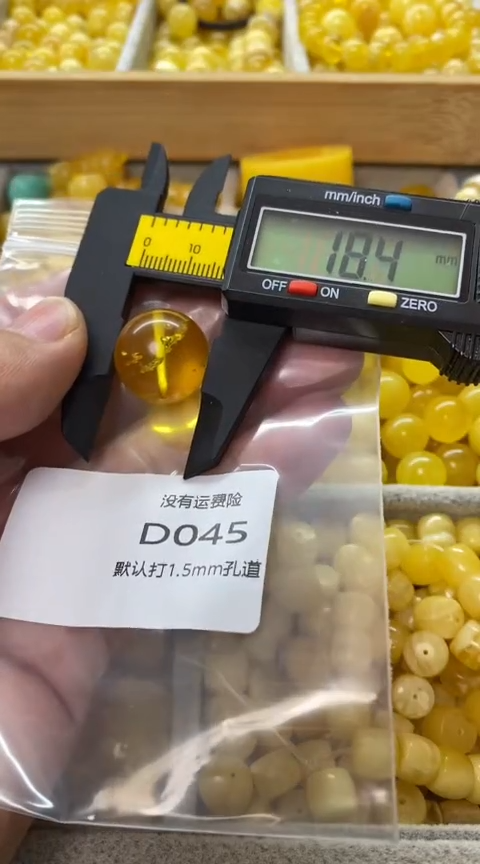 mm/inch
0 10
18.4 mm
OFF ON ZERO
没有运费险
D045
默认打1.5mm孔道